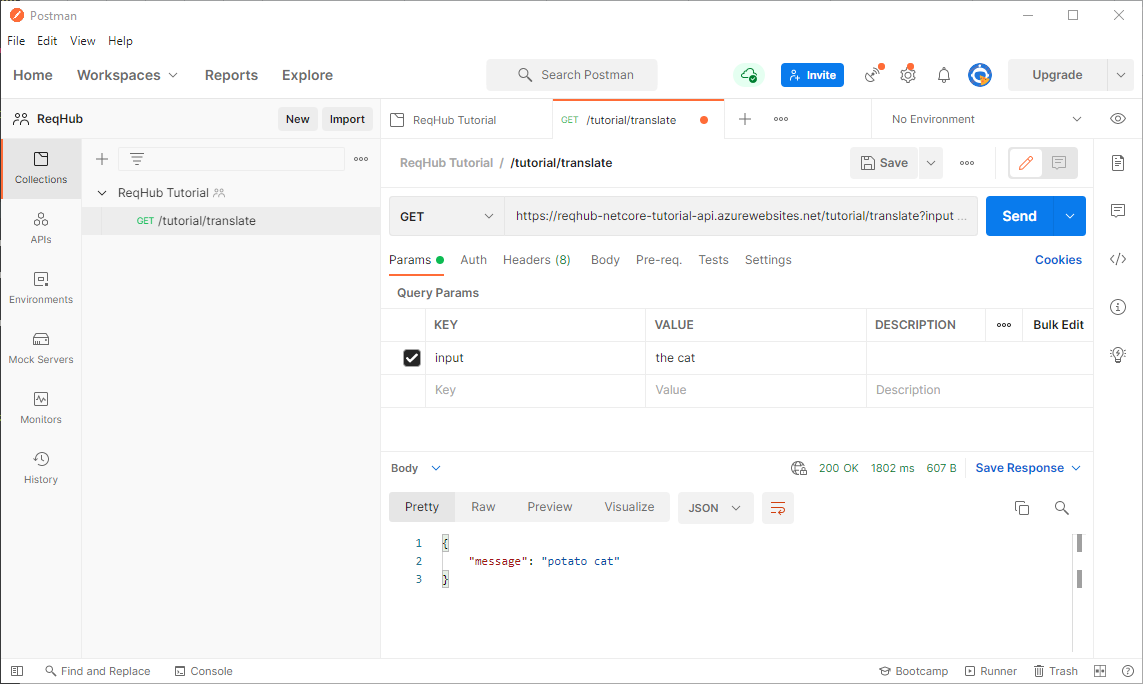 Postman
File Edit View Help
Home Workspaces Reports Explore Search Postman Invite Upgrade
ReqHub New Import ReqHub Tutorial GET /tutorial/translate No Environment
Collections
ReqHub Tutorial / /tutorial/translate Save
ReqHub Tutorial
GET /tutorial/translate
GET https://reqhub-netcore-tutorial-api.azurewebsites.net/tutorial/translate?input ... Send
APIs
Params Auth Headers (8) Body Pre-req. Tests Settings Cookies
Environments
Query Params
KEY VALUE DESCRIPTION Bulk Edit
Mock Servers
input the cat
Key Value Description
Monitors
History
Body 200 OK 1802 ms 607 B Save Response
Pretty Raw Preview Visualize JSON
1 {
2 "message": "potato cat"
3 }
Find and Replace Console Bootcamp Runner Trash